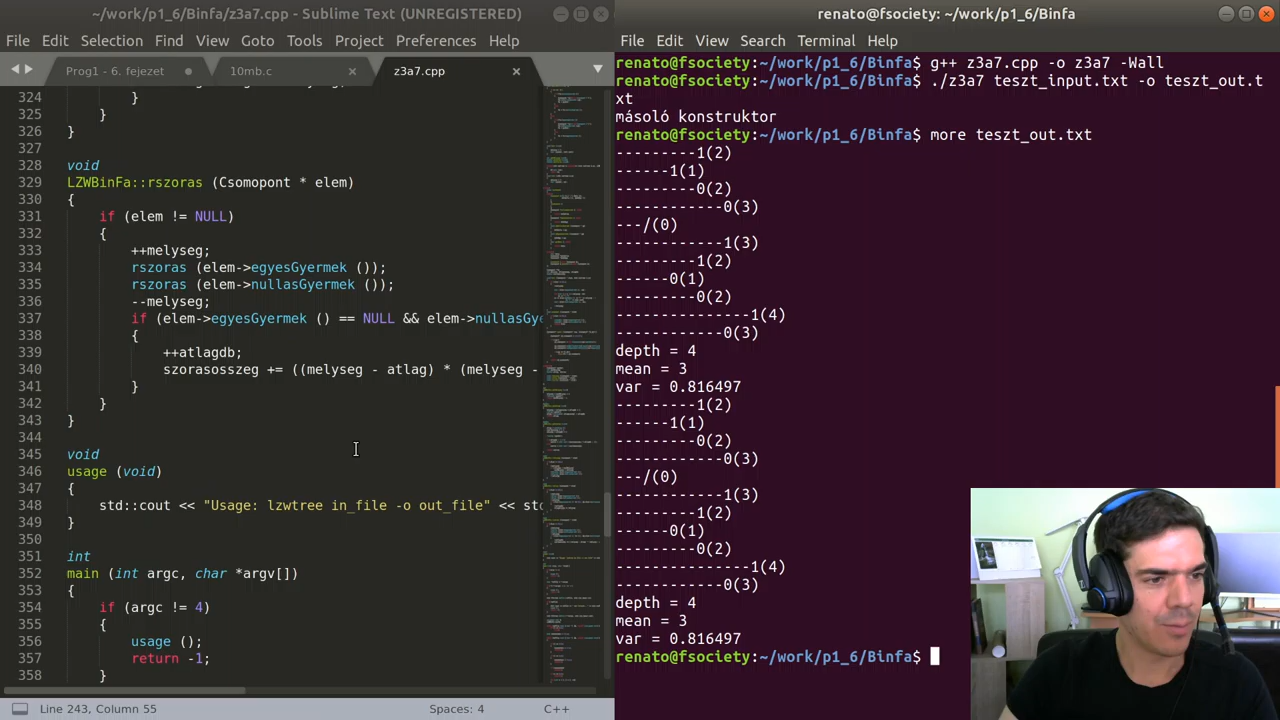 ~/work/p1_6/Binfa/z3a7.cpp - Sublime Text (UNREGISTERED)
File Edit Selection Find View Goto Tools Project Preferences Help
Prog1 - 6. fejezet
10mb.c
z3a7.cpp
324 }
325 }
326 }
327
328 void
329 LZWBinFa::rszoras (Csomopont * elem)
330 {
331 if (elem != NULL)
332 {
333 ++melyseg;
334 rszoras (elem->egyesGyermek ());
335 rszoras (elem->nullasGyermek ());
336 --melyseg;
337 if (elem->egyesGyermek () == NULL && elem->nullasGye
338 {
339 ++atlagdb;
340 szorasosszeg += ((melyseg - atlag) * (melyseg -
341 }
342 }
343 }
344
345 void
346 usage (void)
347 {
348 std::cout << "Usage: lzwtree in_file -o out_file" << std
349 }
350
351 int
352 main (int argc, char *argv[])
353 {
354 if (argc != 4)
355 {
356 usage ();
357 return -1;
358 }
Line 243, Column 55
Spaces: 4
C++
renato@fsociety: ~/work/p1_6/Binfa
File Edit View Search Terminal Help
renato@fsociety:~/work/p1_6/Binfa$ g++ z3a7.cpp -o z3a7 -Wall
renato@fsociety:~/work/p1_6/Binfa$ ./z3a7 teszt_input.txt -o teszt_out.t
xt
másoló konstruktor
renato@fsociety:~/work/p1_6/Binfa$ more teszt_out.txt
---------1(2)
------1(1)
---------0(2)
------------0(3)
---/(0)
------------1(3)
---------1(2)
------0(1)
---------0(2)
---------------1(4)
------------0(3)
depth = 4
mean = 3
var = 0.816497
---------1(2)
------1(1)
---------0(2)
------------0(3)
---/(0)
------------1(3)
---------1(2)
------0(1)
---------0(2)
---------------1(4)
------------0(3)
depth = 4
mean = 3
var = 0.816497
renato@fsociety:~/work/p1_6/Binfa$